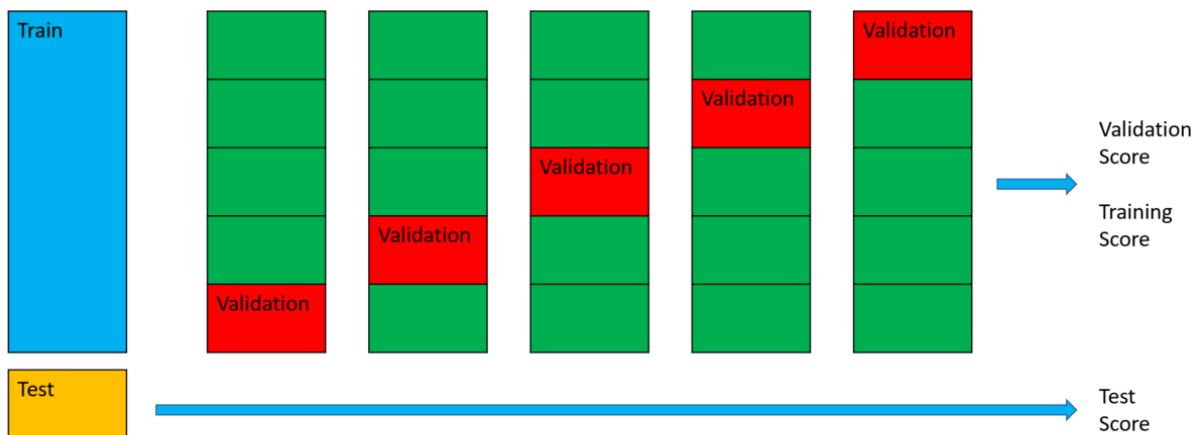 Train
Validation
Validation
Validation
Validation
Validation
Validation
Score
Training
Score
Test
Test
Score